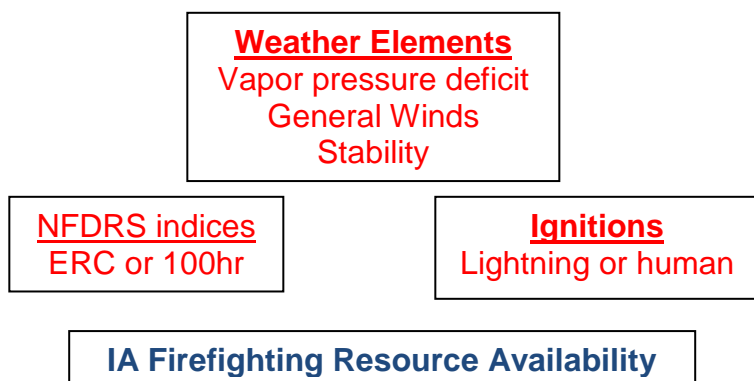 Weather Elements
Vapor pressure deficit
General Winds
Stability
NFDRS indices
ERC or 100hr
Ignitions
Lightning or human
IA Firefighting Resource Availability